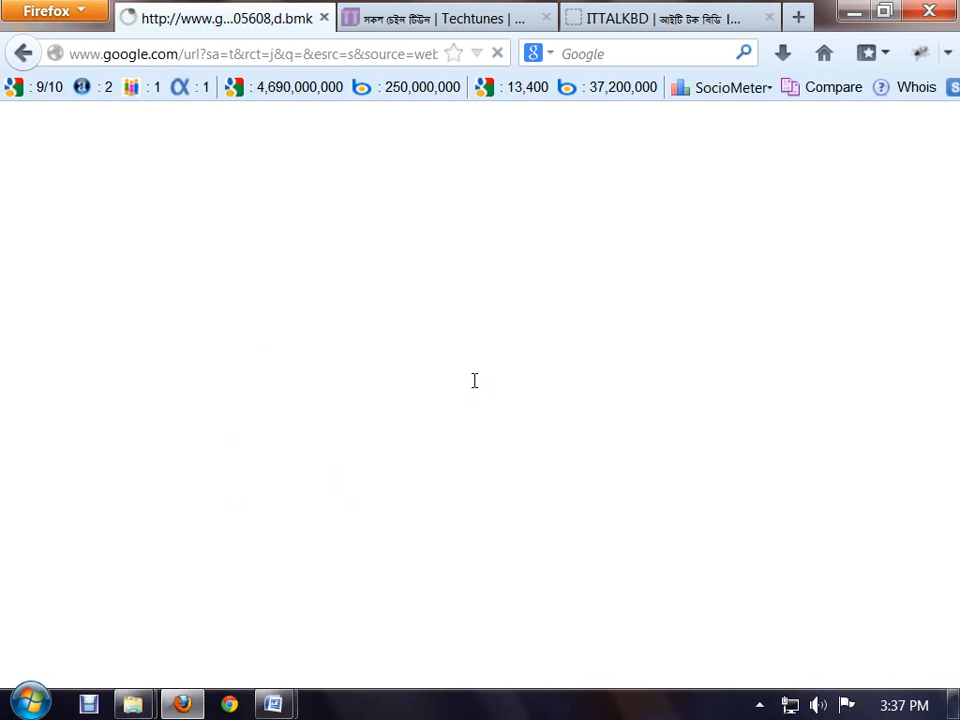 Firefox http://www.g...05608,d.bmk সকল চেইন টিউন | Techtunes | ... ITTALKBD | আইটি টক বিডি |...
www.google.com/url?sa=t&rct=j&q=&esrc=s&source=web Google
: 9/10 : 2 : 1 : 1 : 4,690,000,000 : 250,000,000 : 13,400 : 37,200,000 SocioMeter Compare Whois
3:37 PM